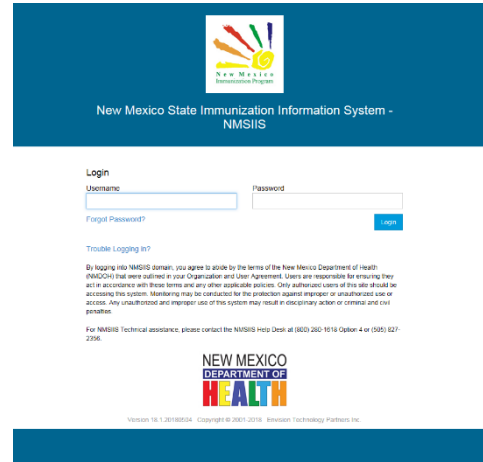 New Mexico
Immunization Program
New Mexico State Immunization Information System -
NMSIIS
Login
Username Password
Forgot Password?
Login
Trouble Logging in?
By logging into NMSIIS domain, you agree to abide by the terms of the New Mexico Department of Health
(NMDOH) that were outlined in your Organization and User Agreement. Users are responsible for ensuring they
act in accordance with these terms and any other applicable policies. Only authorized users of this site should be
accessing this system. Monitoring may be conducted for the protection against improper or unauthorized use or
access. Any unauthorized and improper use of this system may result in disciplinary action or criminal and civil
penalties.
For NMSIIS Technical assistance, please contact the NMSIIS Help Desk at (800) 280-1618 Option 4 or (505) 827-
2356.
NEW MEXICO
DEPARTMENT OF
HEALTH
Copyright © 2001-2018 Envision Technology Partners Inc.